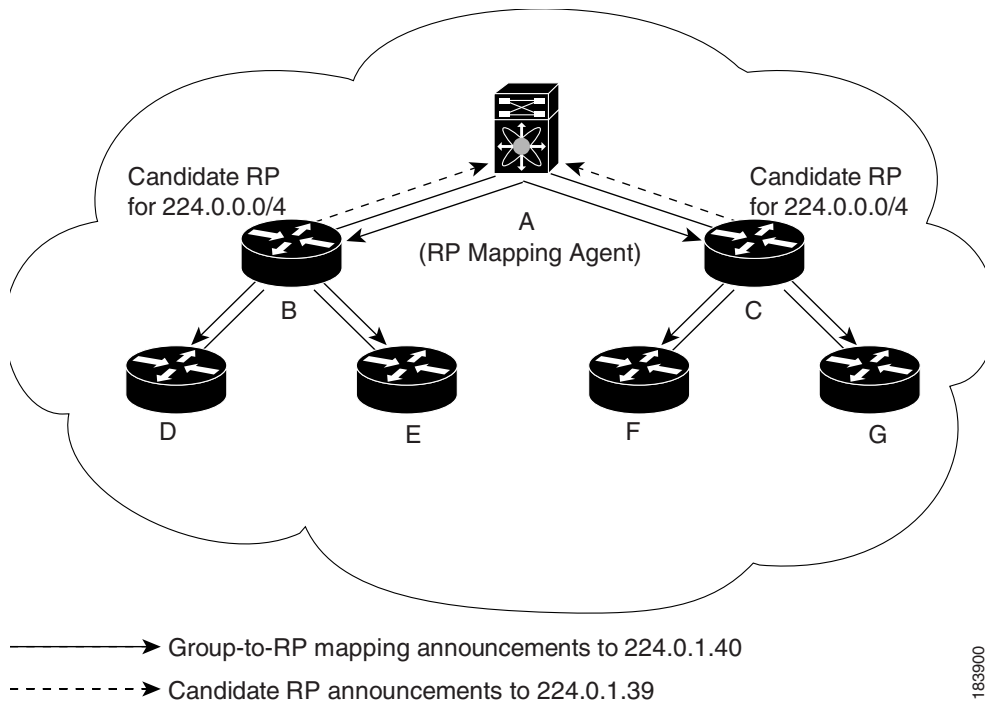 Candidate RP
for 224.0.0.0/4
Candidate RP
for 224.0.0.0/4
A
(RP Mapping Agent)
B
C
D
E
F
G
Group-to-RP mapping announcements to 224.0.1.40
Candidate RP announcements to 224.0.1.39
183900